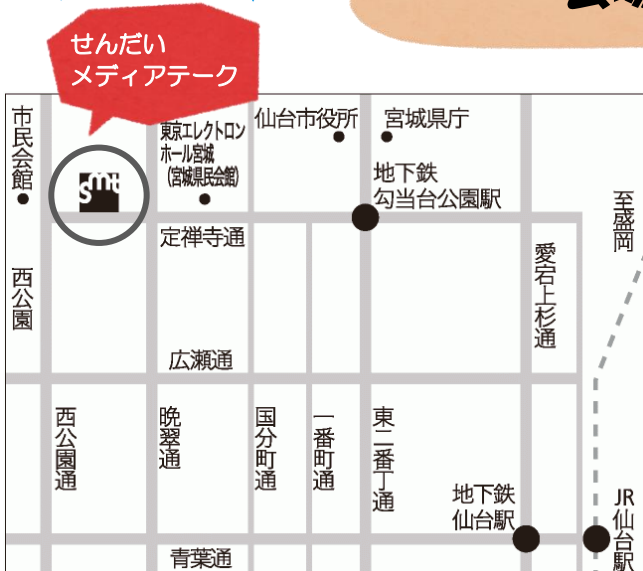 せんだい
メディアテーク
市民会館
smt
東京エレクトロン
ホール宮城
(宮城県民会館)
仙台市役所
宮城県庁
地下鉄
勾当台公園駅
至盛岡
定禅寺通
西公園
愛宕上杉通
広瀬通
西公園通
晩翠通
国分町通
一番町通
東二番丁通
地下鉄
仙台駅
JR仙台駅
青葉通